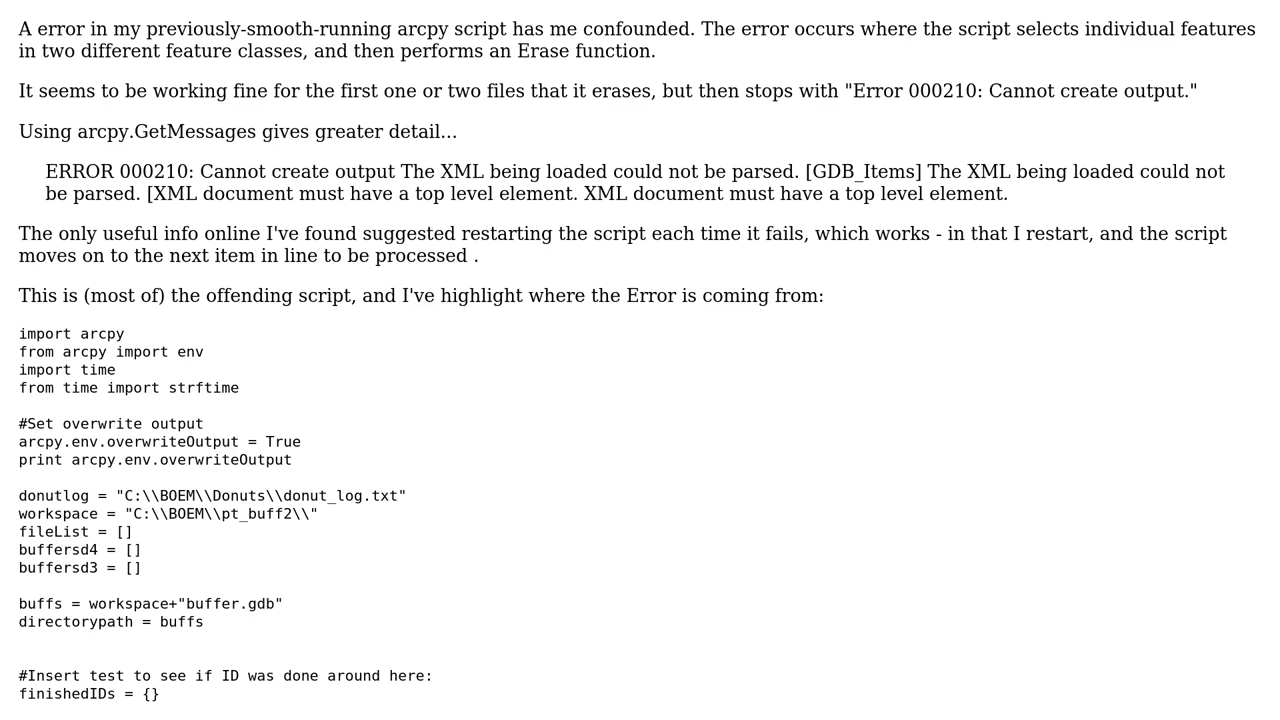 A error in my previously-smooth-running arcpy script has me confounded. The error occurs where the script selects individual features
in two different feature classes, and then performs an Erase function.
It seems to be working fine for the first one or two files that it erases, but then stops with "Error 000210: Cannot create output."
Using arcpy.GetMessages gives greater detail...
ERROR 000210: Cannot create output The XML being loaded could not be parsed. [GDB_Items] The XML being loaded could not
be parsed. [XML document must have a top level element. XML document must have a top level element.
The only useful info online I've found suggested restarting the script each time it fails, which works - in that I restart, and the script
moves on to the next item in line to be processed .
This is (most of) the offending script, and I've highlight where the Error is coming from:
import arcpy
from arcpy import env
import time
from time import strftime
#Set overwrite output
arcpy.env.overwriteOutput = True
print arcpy.env.overwriteOutput
donutlog = "C:\\BOEM\\Donuts\\donut_log.txt"
workspace = "C:\\BOEM\\pt_buff2\\"
fileList = []
buffersd4 = []
buffersd3 = []
buffs = workspace+"buffer.gdb"
directorypath = buffs
#Insert test to see if ID was done around here:
finishedIDs = {}